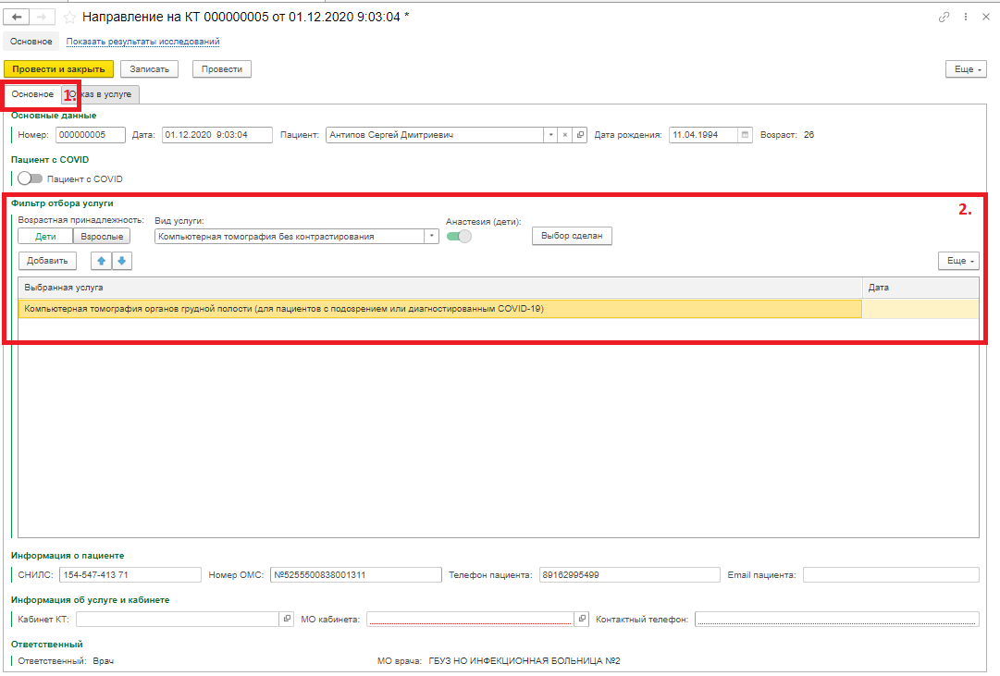 Направление на КТ 000000005 от 01.12.2020 9:03:04 *
Основное Показать результаты исследований
Провести и закрыть Записать Провести Еще
Основное 1. Отказ в услуге
Основные данные
Номер: 000000005 Дата: 01.12.2020 9:03:04 Пациент: Антипов Сергей Дмитриевич Дата рождения: 11.04.1994 Возраст: 26
Пациент с COVID
Пациент с COVID
Фильтр отбора услуги 2.
Возрастная принадлежность: Вид услуги: Анастезия (дети):
Дети Взрослые Компьютерная томография без контрастирования Выбор сделан
Добавить Еще
Выбранная услуга Дата
Компьютерная томография органов грудной полости (для пациентов с подозрением или диагностированным COVID-19)
Информация о пациенте
СНИЛС: 154-547-413 71 Номер ОМС: №5255500838001311 Телефон пациента: 89162995499 Email пациента:
Информация об услуге и кабинете
Кабинет КТ: МО кабинета: Контактный телефон:
Ответственный
Ответственный: Врач МО врача: ГБУЗ НО ИНФЕКЦИОННАЯ БОЛЬНИЦА №2